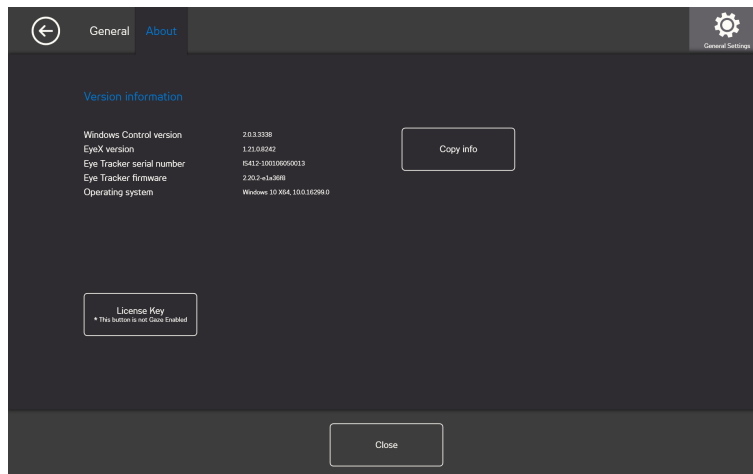 General About
General Settings
Version information
Windows Control version 2.0.3.3338
EyeX version 1.21.0.8242
Eye Tracker serial number IS412-100106050013
Eye Tracker firmware 2.20.2-e1a36f8
Operating system Windows 10 X64, 10.0.16299.0
Copy info
License Key
* This button is not Gaze Enabled
Close